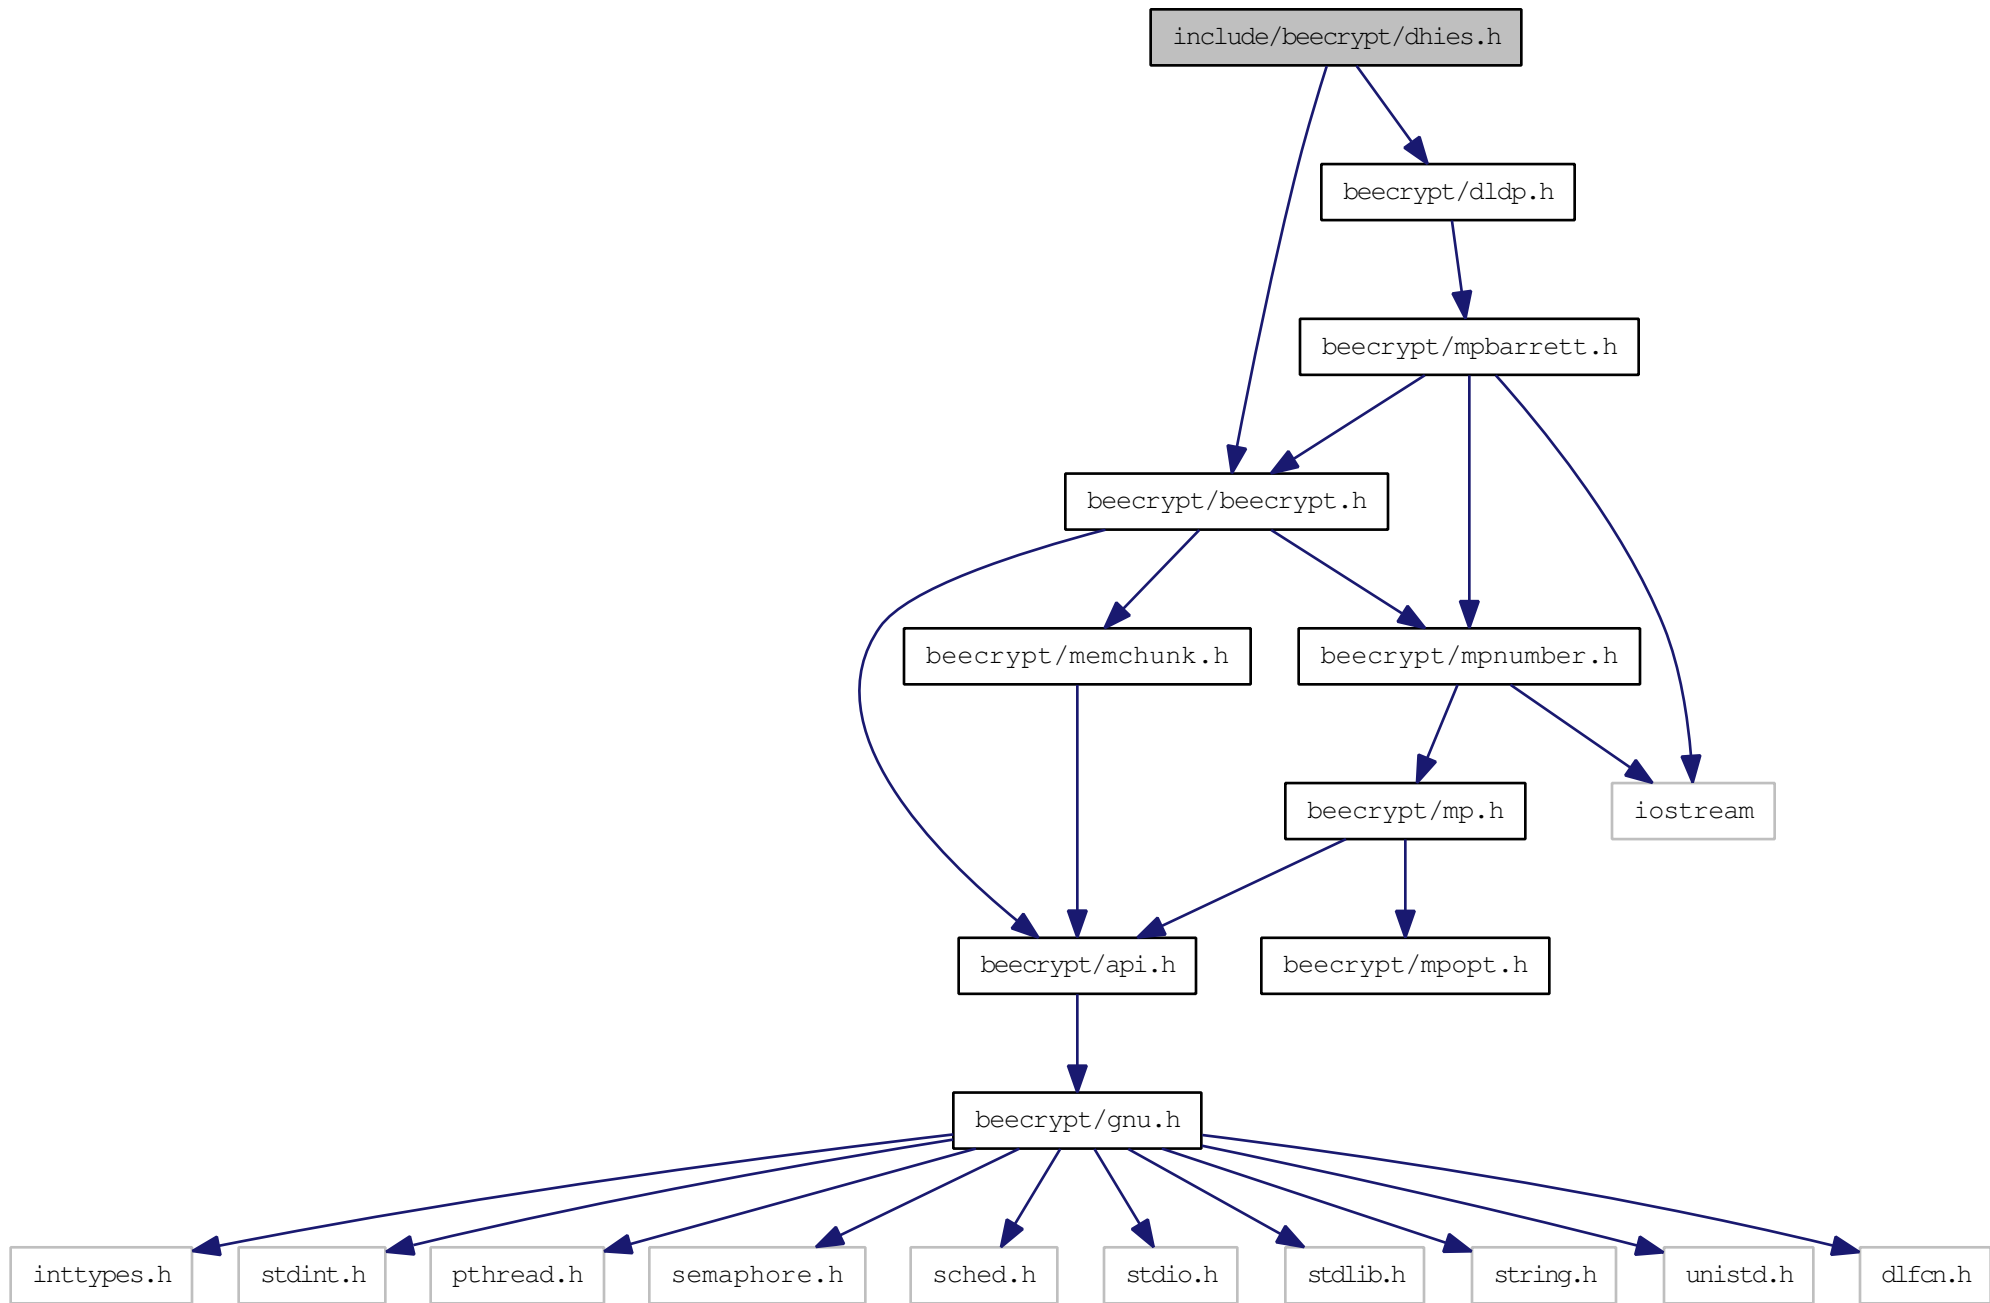 include/beecrypt/dhies.h
beecrypt/dldp.h
beecrypt/mpbarrett.h
beecrypt/beecrypt.h
beecrypt/memchunk.h
beecrypt/mpnumber.h
beecrypt/mp.h
iostream
beecrypt/api.h
beecrypt/mpopt.h
beecrypt/gnu.h
inttypes.h
stdint.h
pthread.h
semaphore.h
sched.h
stdio.h
stdlib.h
string.h
unistd.h
dlfcn.h